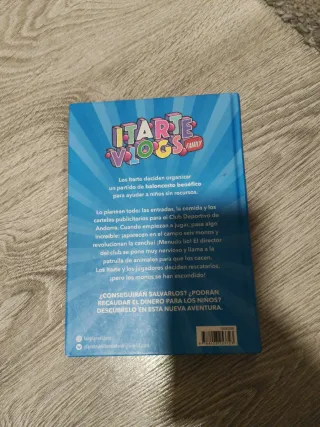 ITARTE
VLOGS
FAMILY
Los Itarte deciden organizar
un partido de baloncesto benéfico
para ayudar a niños sin recursos.
Lo planean todo: las entradas, la comida y los
carteles publicitarios para el Club Deportivo de
Andorra. Cuando empiezan a jugar, pasa algo
increíble: ¡aparecen en el campo seis monos y
revolucionan la cancha! ¡Menudo lío! El director
del club se pone muy nervioso y llama a la
patrulla de animales para que los cacen.
Los Itarte y los jugadores deciden rescatarlos,
¡pero los monos se han espandido!
¿CONSEGUIRÁN SALVARLOS? ¿PODRÁN
RECAUDAR EL DINERO PARA LOS NIÑOS?
DESCÚBRELO EN ESTA NUEVA AVENTURA.